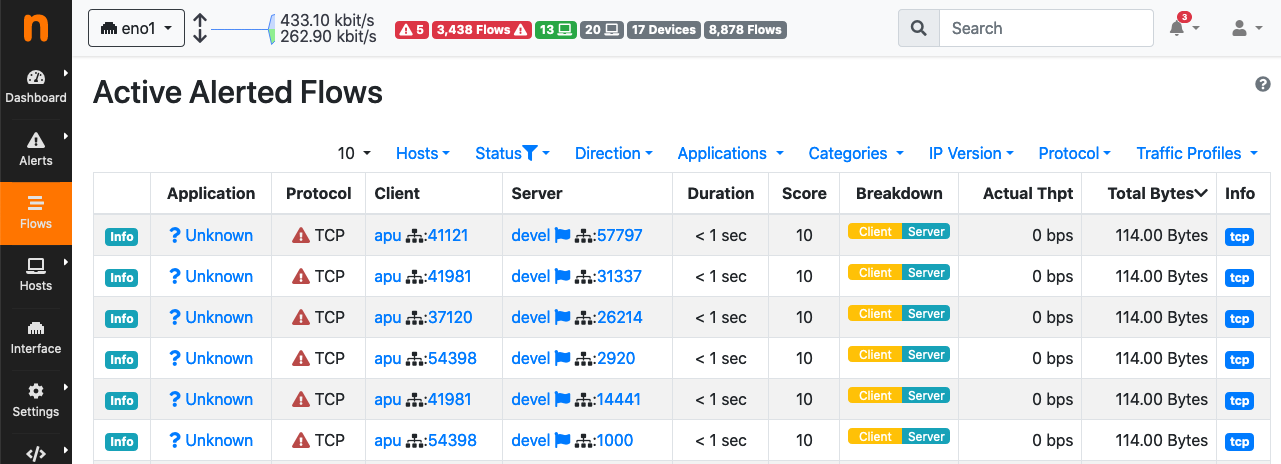 n
eno1
433.10 kbit/s
262.90 kbit/s
5
3,438 Flows
13
20
17 Devices
8,878 Flows
Search
3
Dashboard
Alerts
Flows
Hosts
Interface
Settings
</>
Active Alerted Flows
?
10 Hosts Status Direction Applications Categories IP Version Protocol Traffic Profiles
Application Protocol Client Server Duration Score Breakdown Actual Thpt Total Bytes Info
Info ? Unknown TCP apu :41121 devel :57797 < 1 sec 10 Client Server 0 bps 114.00 Bytes tcp
Info ? Unknown TCP apu :41981 devel :31337 < 1 sec 10 Client Server 0 bps 114.00 Bytes tcp
Info ? Unknown TCP apu :37120 devel :26214 < 1 sec 10 Client Server 0 bps 114.00 Bytes tcp
Info ? Unknown TCP apu :54398 devel :2920 < 1 sec 10 Client Server 0 bps 114.00 Bytes tcp
Info ? Unknown TCP apu :41981 devel :14441 < 1 sec 10 Client Server 0 bps 114.00 Bytes tcp
Info ? Unknown TCP apu :54398 devel :1000 < 1 sec 10 Client Server 0 bps 114.00 Bytes tcp